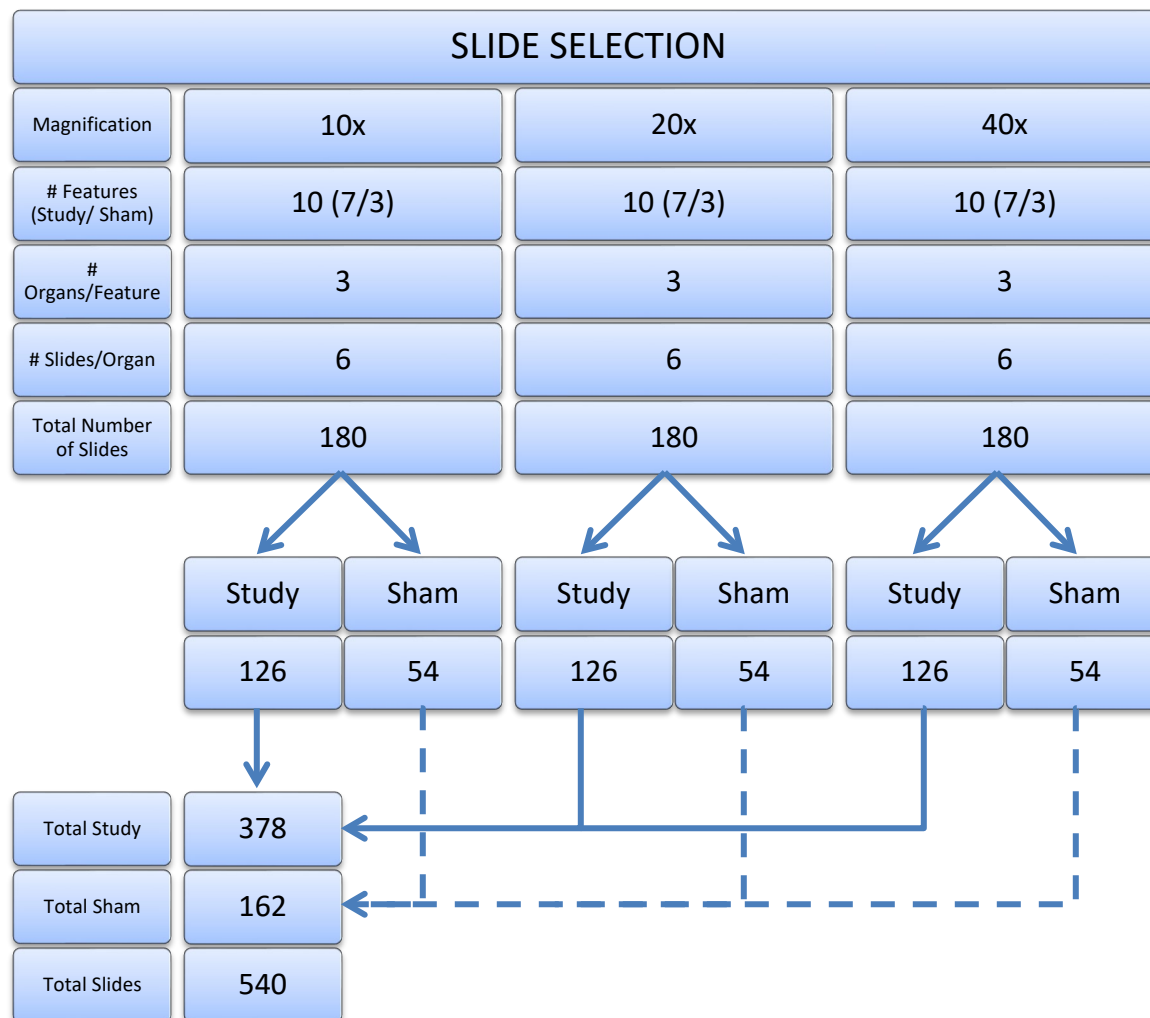 SLIDE SELECTION
Magnification 10x 20x 40x
# Features
(Study/ Sham) 10 (7/3) 10 (7/3) 10 (7/3)
#
Organs/Feature 3 3 3
# Slides/Organ 6 6 6
Total Number
of Slides 180 180 180
Study Sham Study Sham Study Sham
126 54 126 54 126 54
Total Study 378
Total Sham 162
Total Slides 540